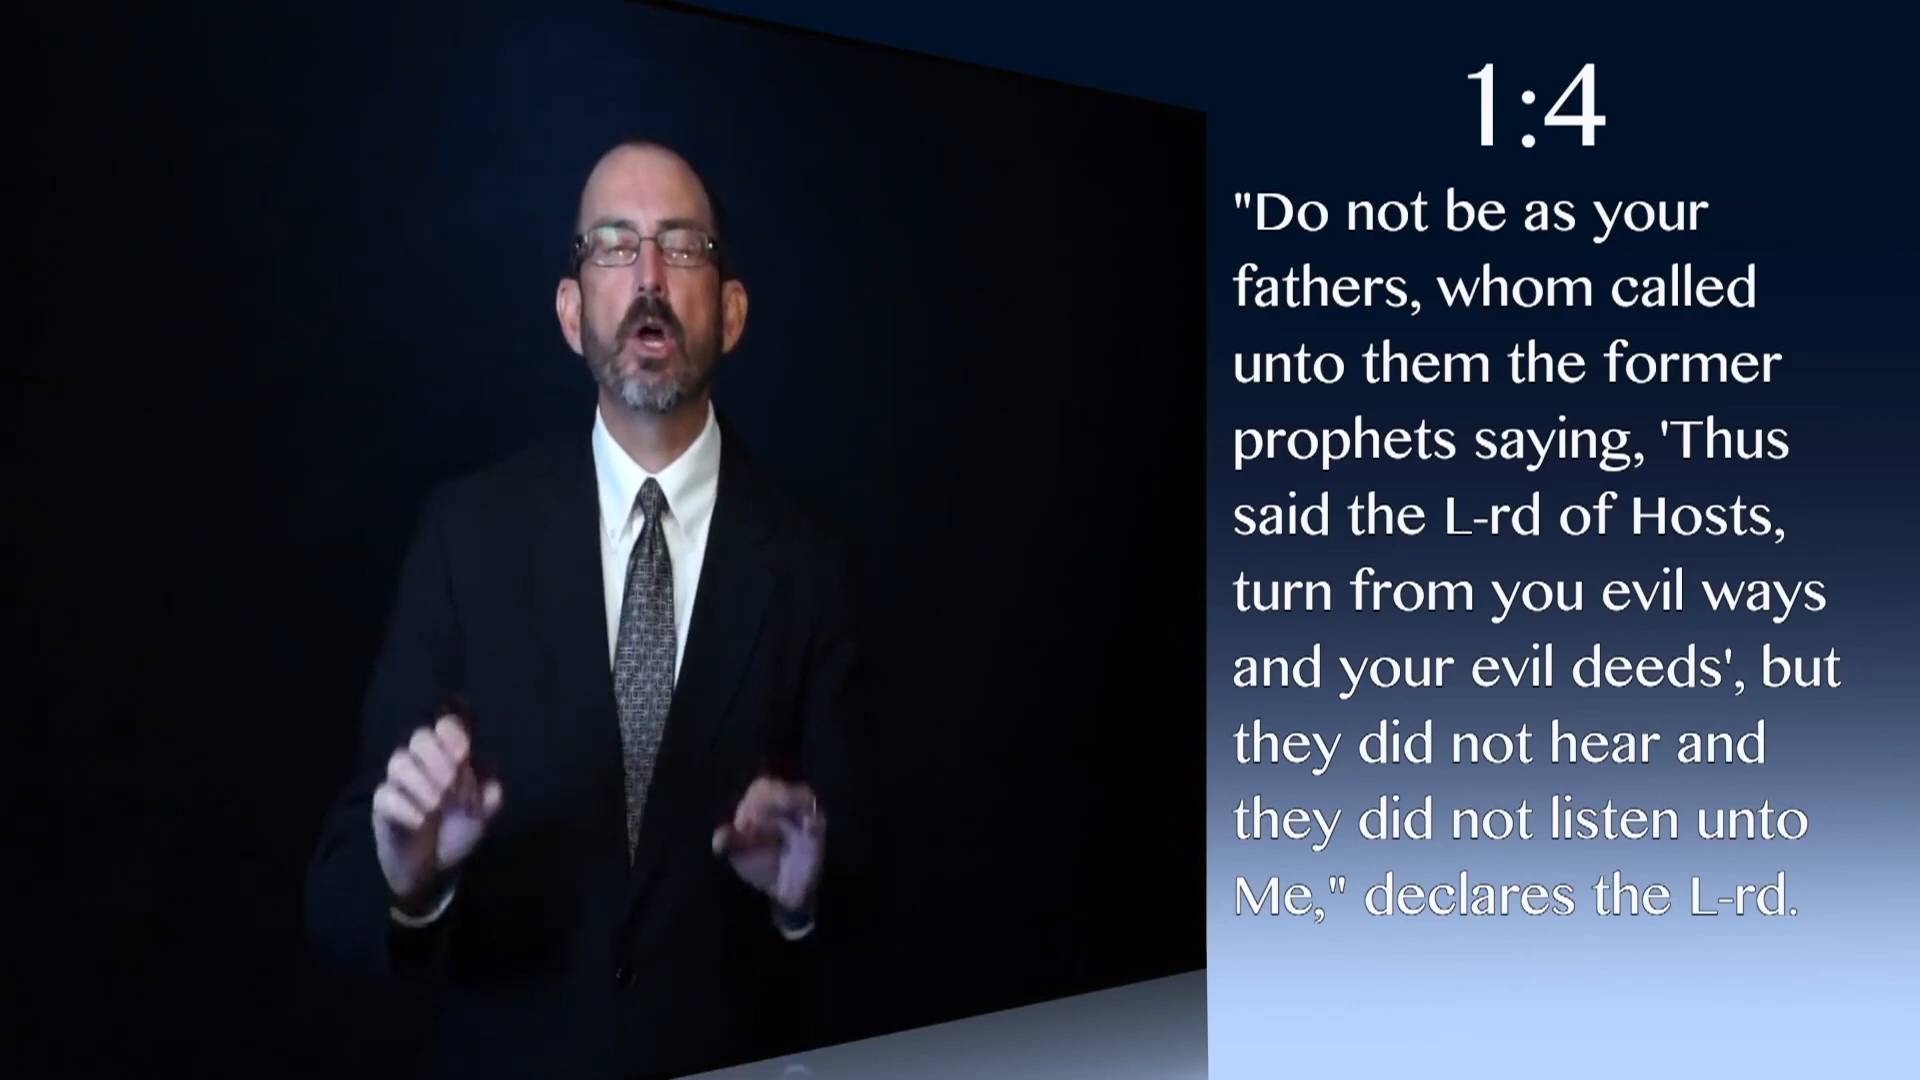 1:4
"Do not be as your
fathers, whom called
unto them the former
prophets saying, 'Thus
said the L-rd of Hosts,
turn from you evil ways
and your evil deeds', but
they did not hear and
they did not listen unto
Me," declares the L-rd.